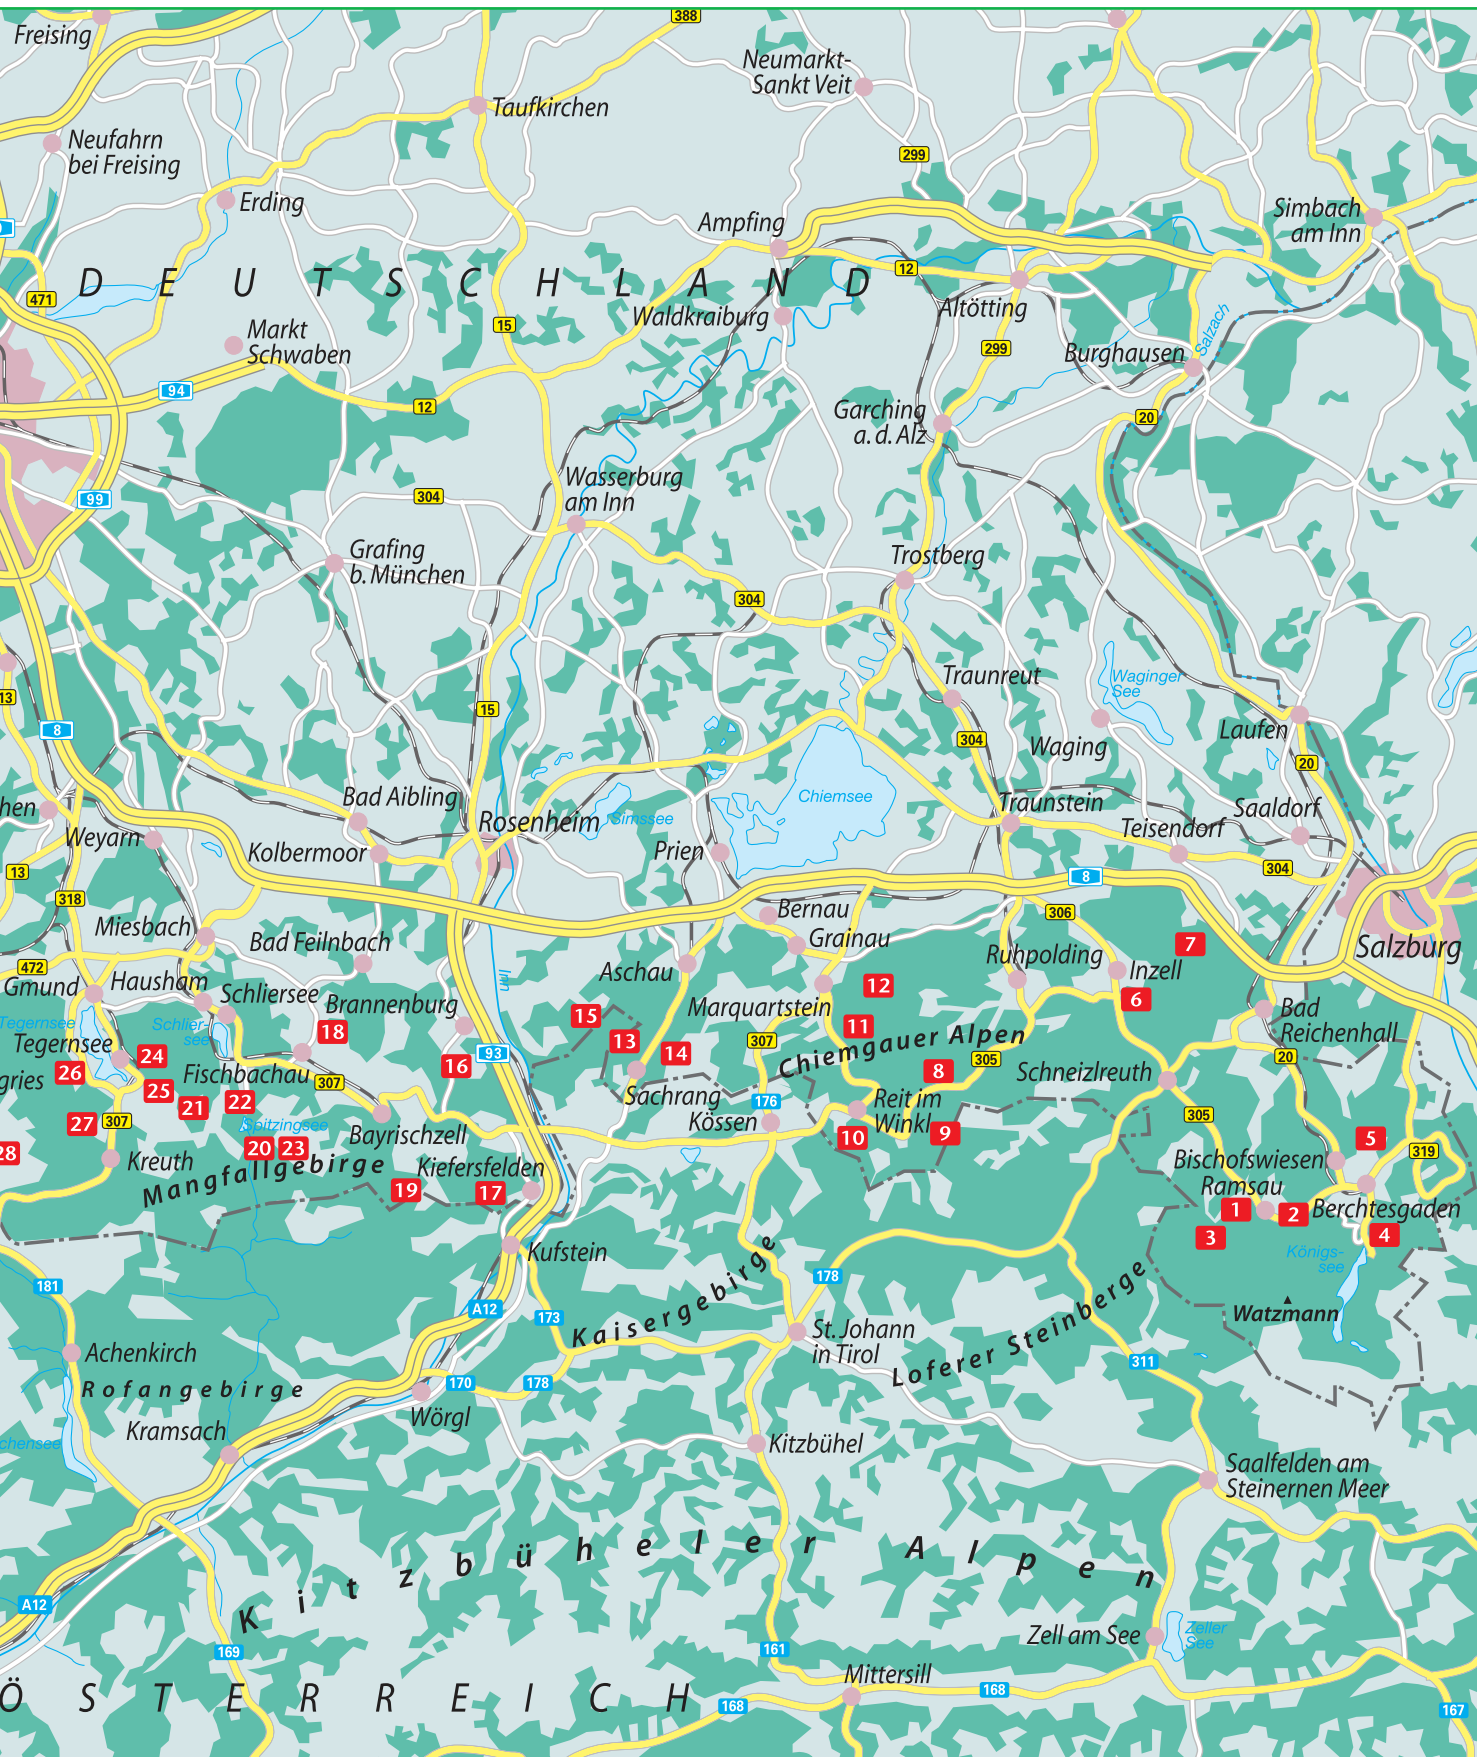 388
Freising
Neumarkt-
Sankt Veit
Taufkirchen
Neufahrn
bei Freising
299
Erding
Simbach
am Inn
Ampfing
12
DEUTSCHLAND
471
Altötting
Waldkraiburg
Salzach
15
Markt
Schwaben
299
Burghausen
94
12
Garching
a. d. Alz
20
Wasserburg
am Inn
304
99
Grafing
b. München
Trostberg
304
Traunreut
Waginger
See
13
15
Laufen
8
Waging
304
20
Chiemsee
Bad Aibling
Traunstein
Saaldorf
hen
Rosenheim
Simssee
Teisendorf
Weyarn
Kolbermoor
Prien
13
304
8
318
Bernau
306
Miesbach
Bad Feilnbach
Grainau
7
Salzburg
472
Aschau
Ruhpolding
Inzell
Gmund
Hausham
Schliersee
Inn
12
6
Brannenburg
Marquartstein
Bad
Reichenhall
Tegernsee
Schlier-
see
18
15
11
Tegernsee
24
16
93
13
14
307
Chiemgauer Alpen
305
20
26
gries
Fischbachau
307
8
Schneizlreuth
25
21
22
Sachrang
176
Reit im
Winkl
305
27
307
Spitzingsee
Kössen
10
9
28
20
23
Bayrischzell
5
319
Kreuth
Mangfallgebirge
Kiefersfelden
Bischofswiesen
Ramsau
19
17
1
2
Berchtesgaden
3
4
Kufstein
Königs-
see
181
178
Kaisergebirge
A12
173
Watzmann
St. Johann
in Tirol
Loferer Steinberge
Achenkirch
311
Rofangebirge
170
178
Wörgl
Kramsach
chensee
Kitzbühel
Saalfelden am
Steinernen Meer
Kitzbüheler Alpen
A12
Zell am See
Zeller
See
169
161
Mittersill
ÖSTERREICH
168
168
167